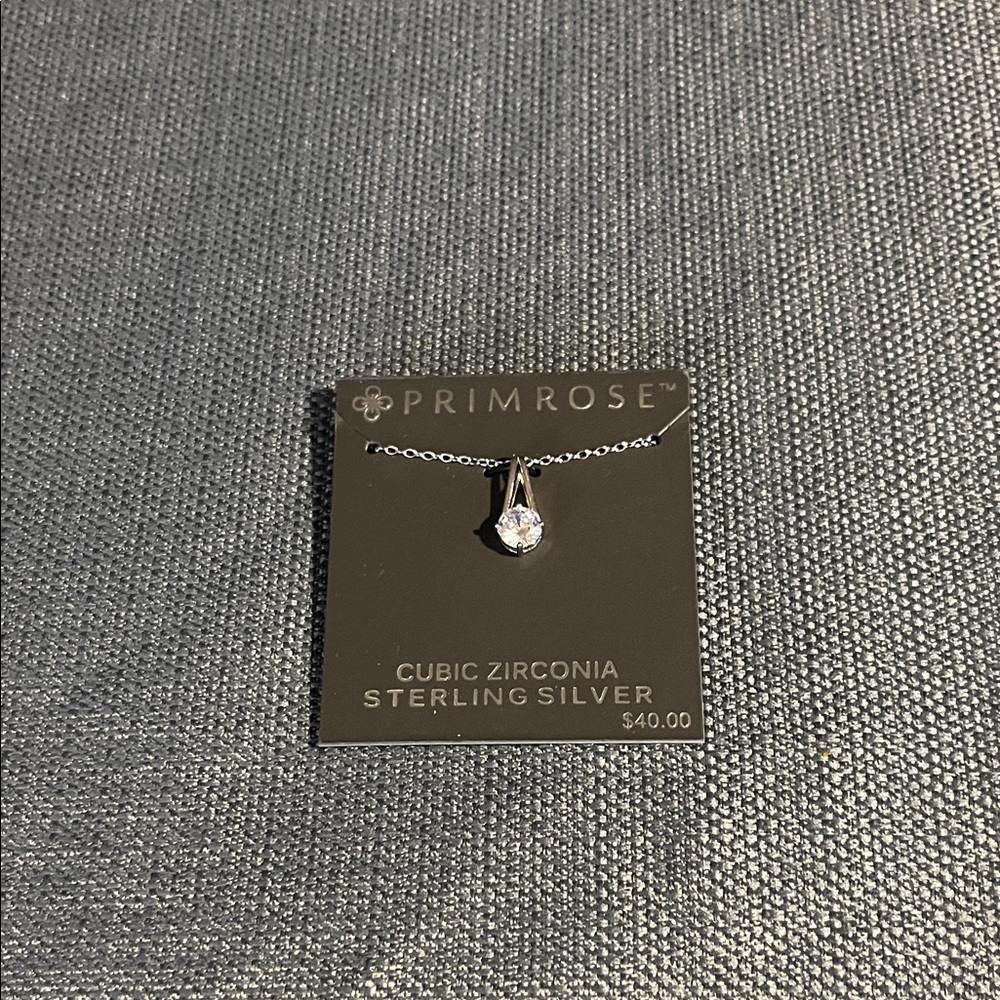 PRIMROSE™
CUBIC ZIRCONIA
STERLING SILVER
$40.00